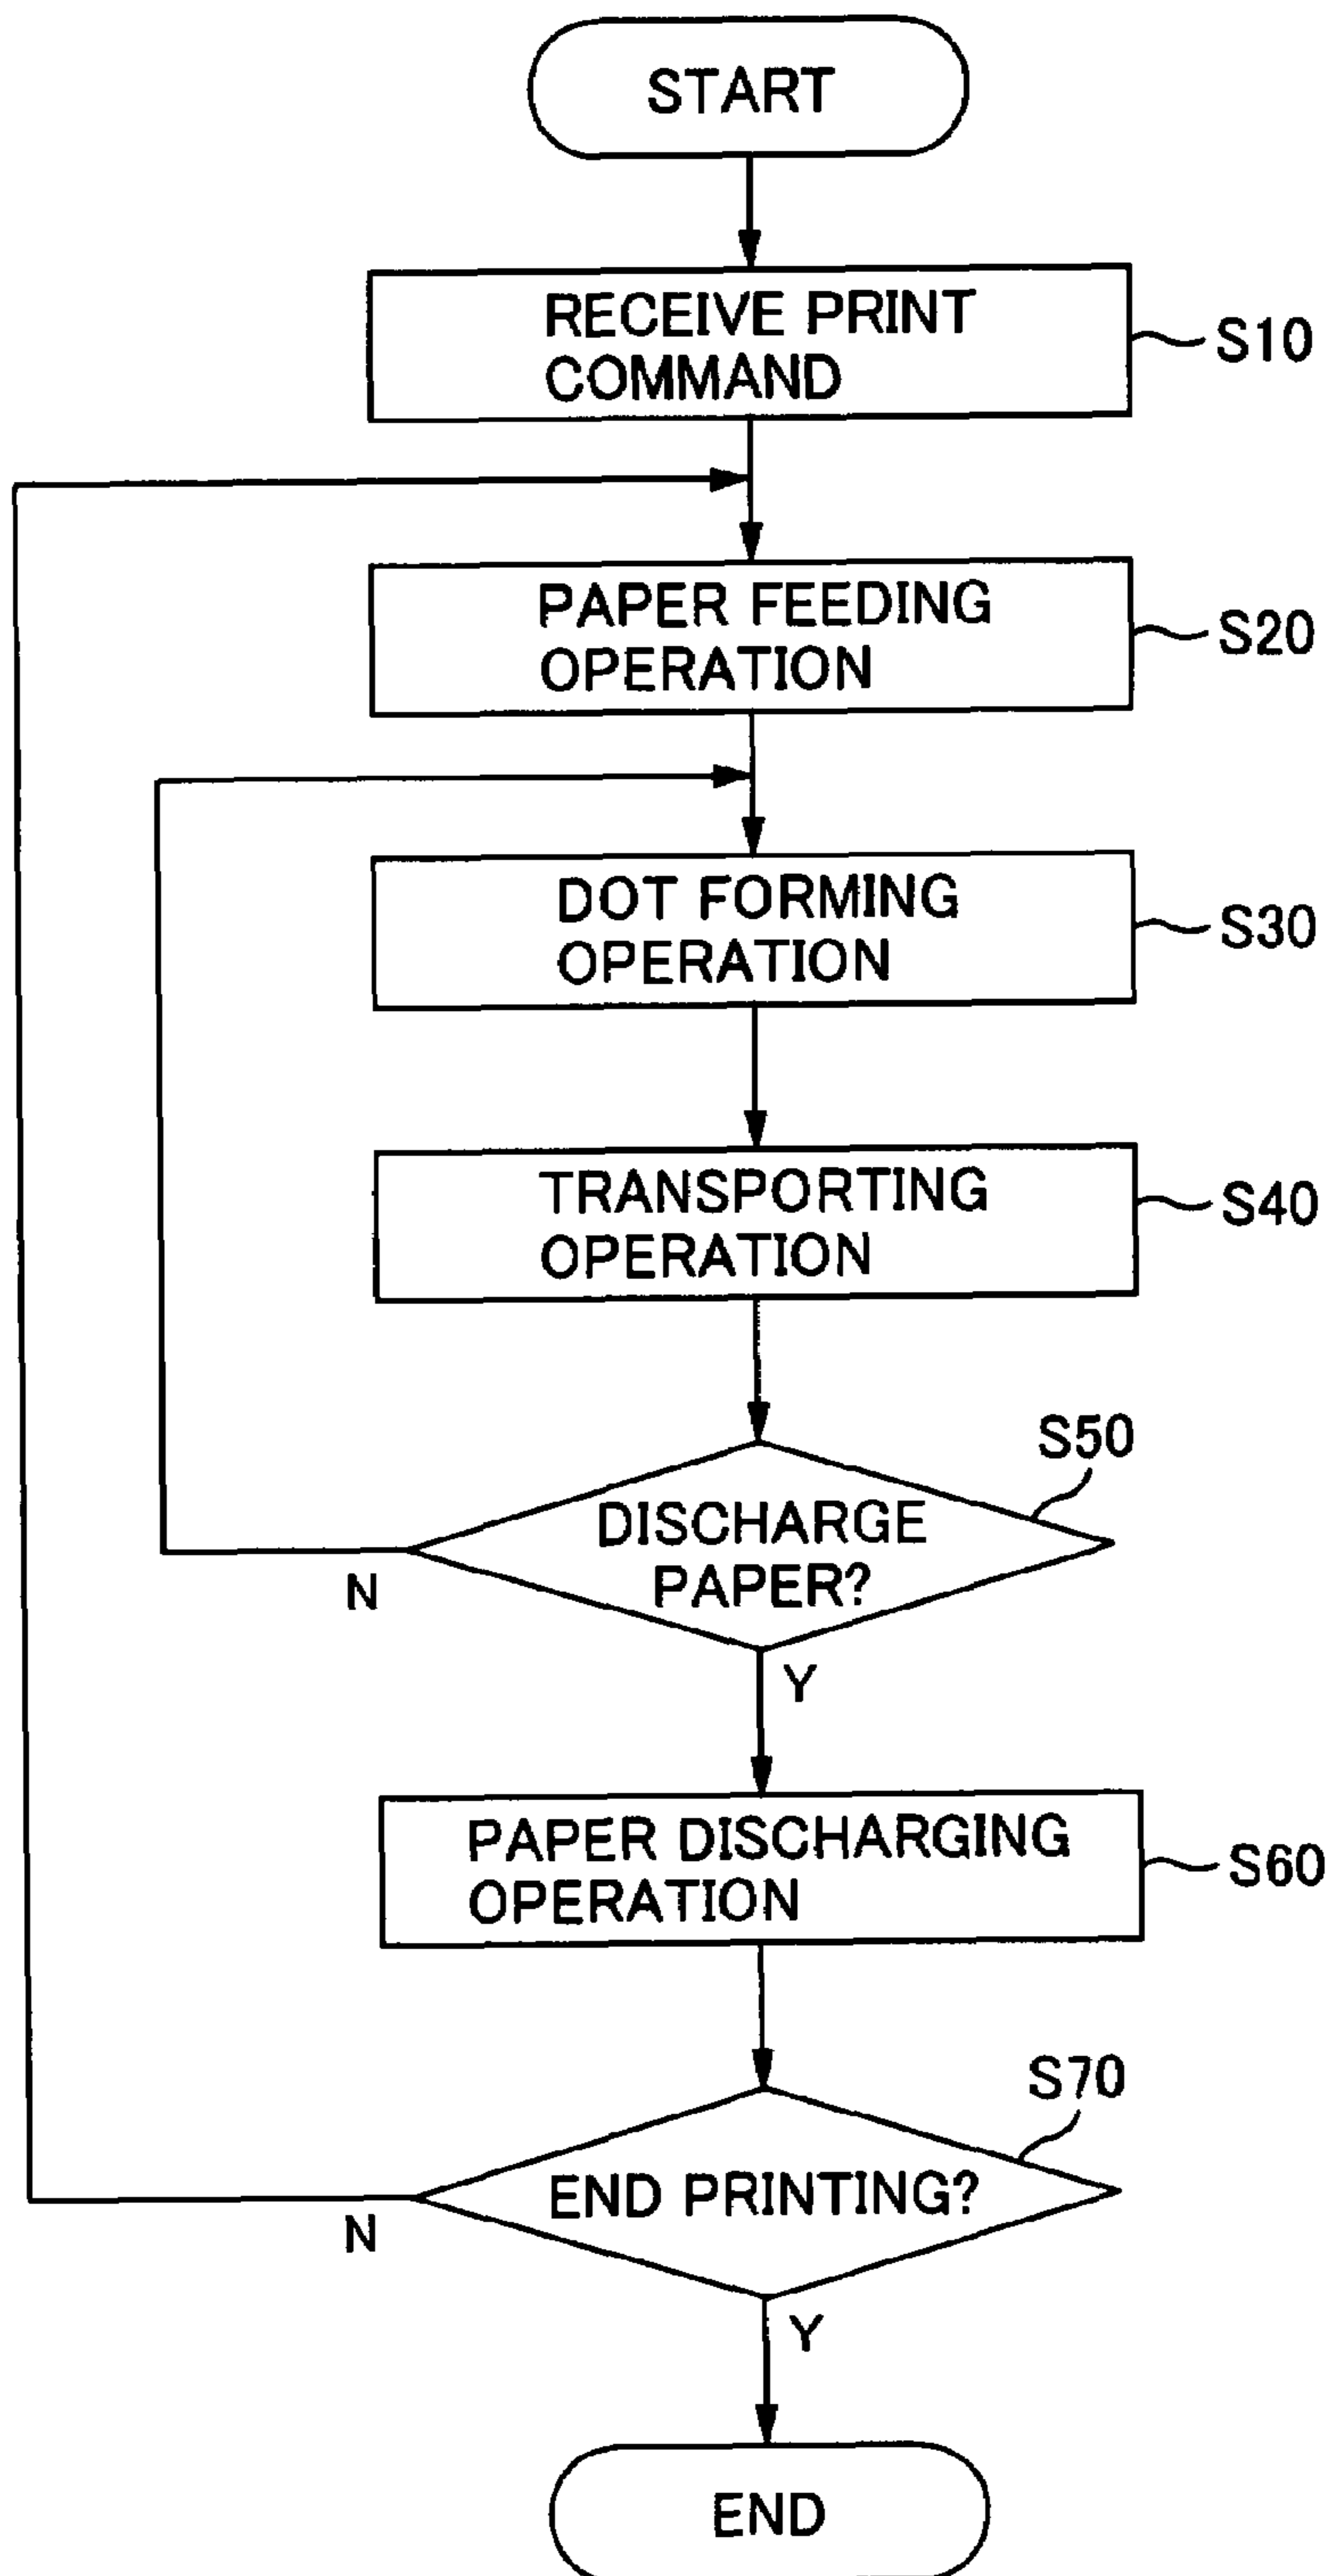 START
RECEIVE PRINT
COMMAND
S10
PAPER FEEDING
OPERATION
S20
DOT FORMING
OPERATION
S30
TRANSPORTING
OPERATION
S40
S50
DISCHARGE
PAPER?
N
Y
PAPER DISCHARGING
OPERATION
S60
S70
END PRINTING?
N
Y
END